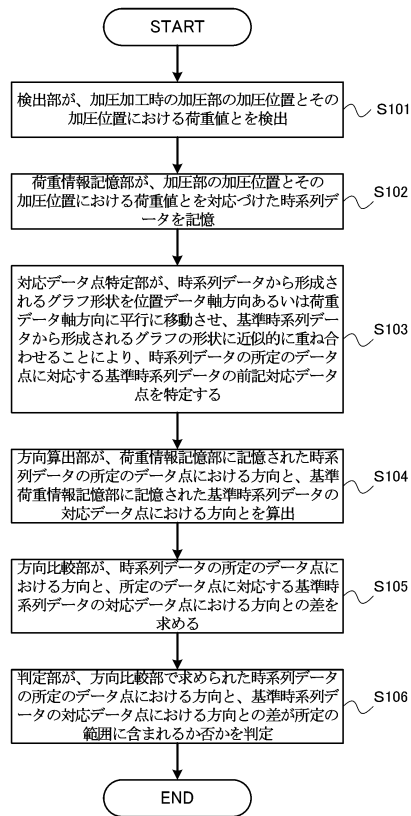 START
検出部が、加圧加工時の加圧部の加圧位置とその
加圧位置における荷重値とを検出
S101
荷重情報記憶部が、加圧部の加圧位置とその
加圧位置における荷重値とを対応づけた時系列デ
ータを記憶
S102
対応データ点特定部が、時系列データから形成さ
れるグラフ形状を位置データ軸方向あるいは荷重
データ軸方向に平行に移動させ、基準時系列デー
タから形成されるグラフの形状に近似的に重ね合
わせることにより、時系列データの所定のデータ
点に対応する基準時系列データの前記対応データ
点を特定する
S103
方向算出部が、荷重情報記憶部に記憶された時系
列データの所定のデータ点における方向と、基準
荷重情報記憶部に記憶された基準時系列データの
対応データ点における方向とを算出
S104
方向比較部が、時系列データの所定のデータ点に
おける方向と、所定のデータ点に対応する基準時
系列データの対応データ点における方向との差を
求める
S105
判定部が、方向比較部で求められた時系列データ
の所定のデータ点における方向と、基準時系列デ
ータの対応データ点における方向との差が所定の
範囲に含まれるか否かを判定
S106
END